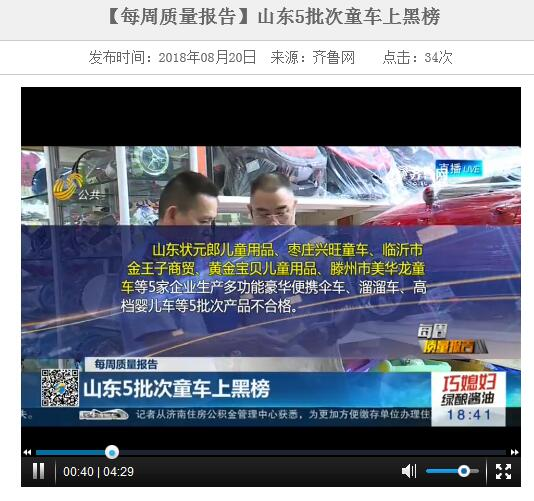 【每周质量报告】山东5批次童车上黑榜
发布时间：2018年08月20日 来源：齐鲁网 点击：34次
公共
直播 LIVE
山东状元郎儿童用品、枣庄兴旺童车、临沂市
金王子商贸、黄金宝贝儿童用品、滕州市美华龙童
车等5家企业生产多功能豪华便携伞车、溜溜车、高
档婴儿车等5批次产品不合格。
每周
质量报告
每周质量报告
山东5批次童车上黑榜
巧媳妇
绿酿酱油
18:41
记者从济南住房公积金管理中心获悉，为更加方便缴存单位办理住
00:40 | 04:29